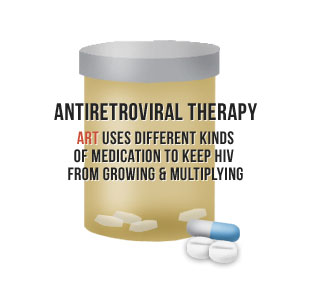 ANTIRETROVIRAL THERAPY
ART USES DIFFERENT KINDS
OF MEDICATION TO KEEP HIV
FROM GROWING & MULTIPLYING